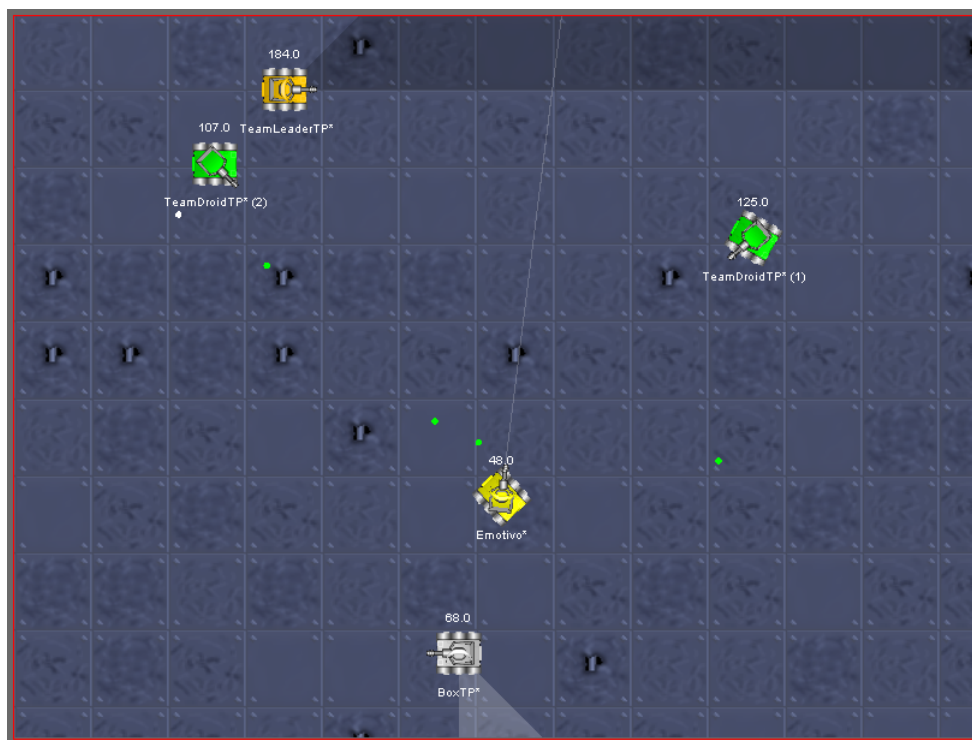 184.0
TeamLeaderTP*
107.0
TeamDroidTP* (2)
125.0
TeamDroidTP* (1)
48.0
Emotivo*
68.0
BoxTP*